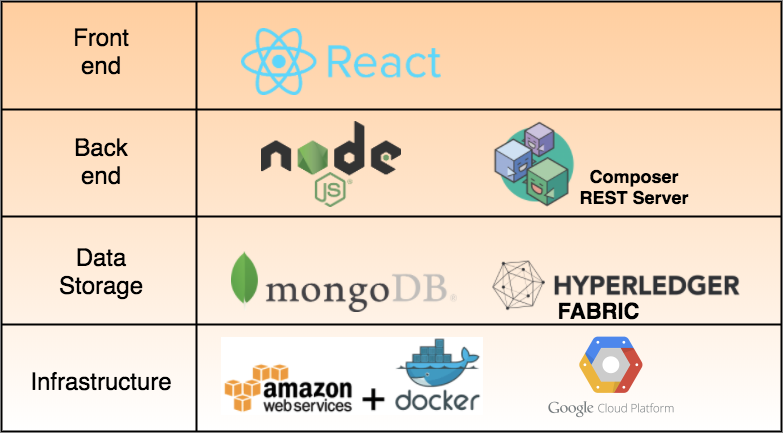 Front
end
React
Back
end
node
JS®
Composer
REST Server
Data
Storage
mongoDB®
HYPERLEDGER
FABRIC
Infrastructure
amazon
web services
+
docker
Google Cloud Platform